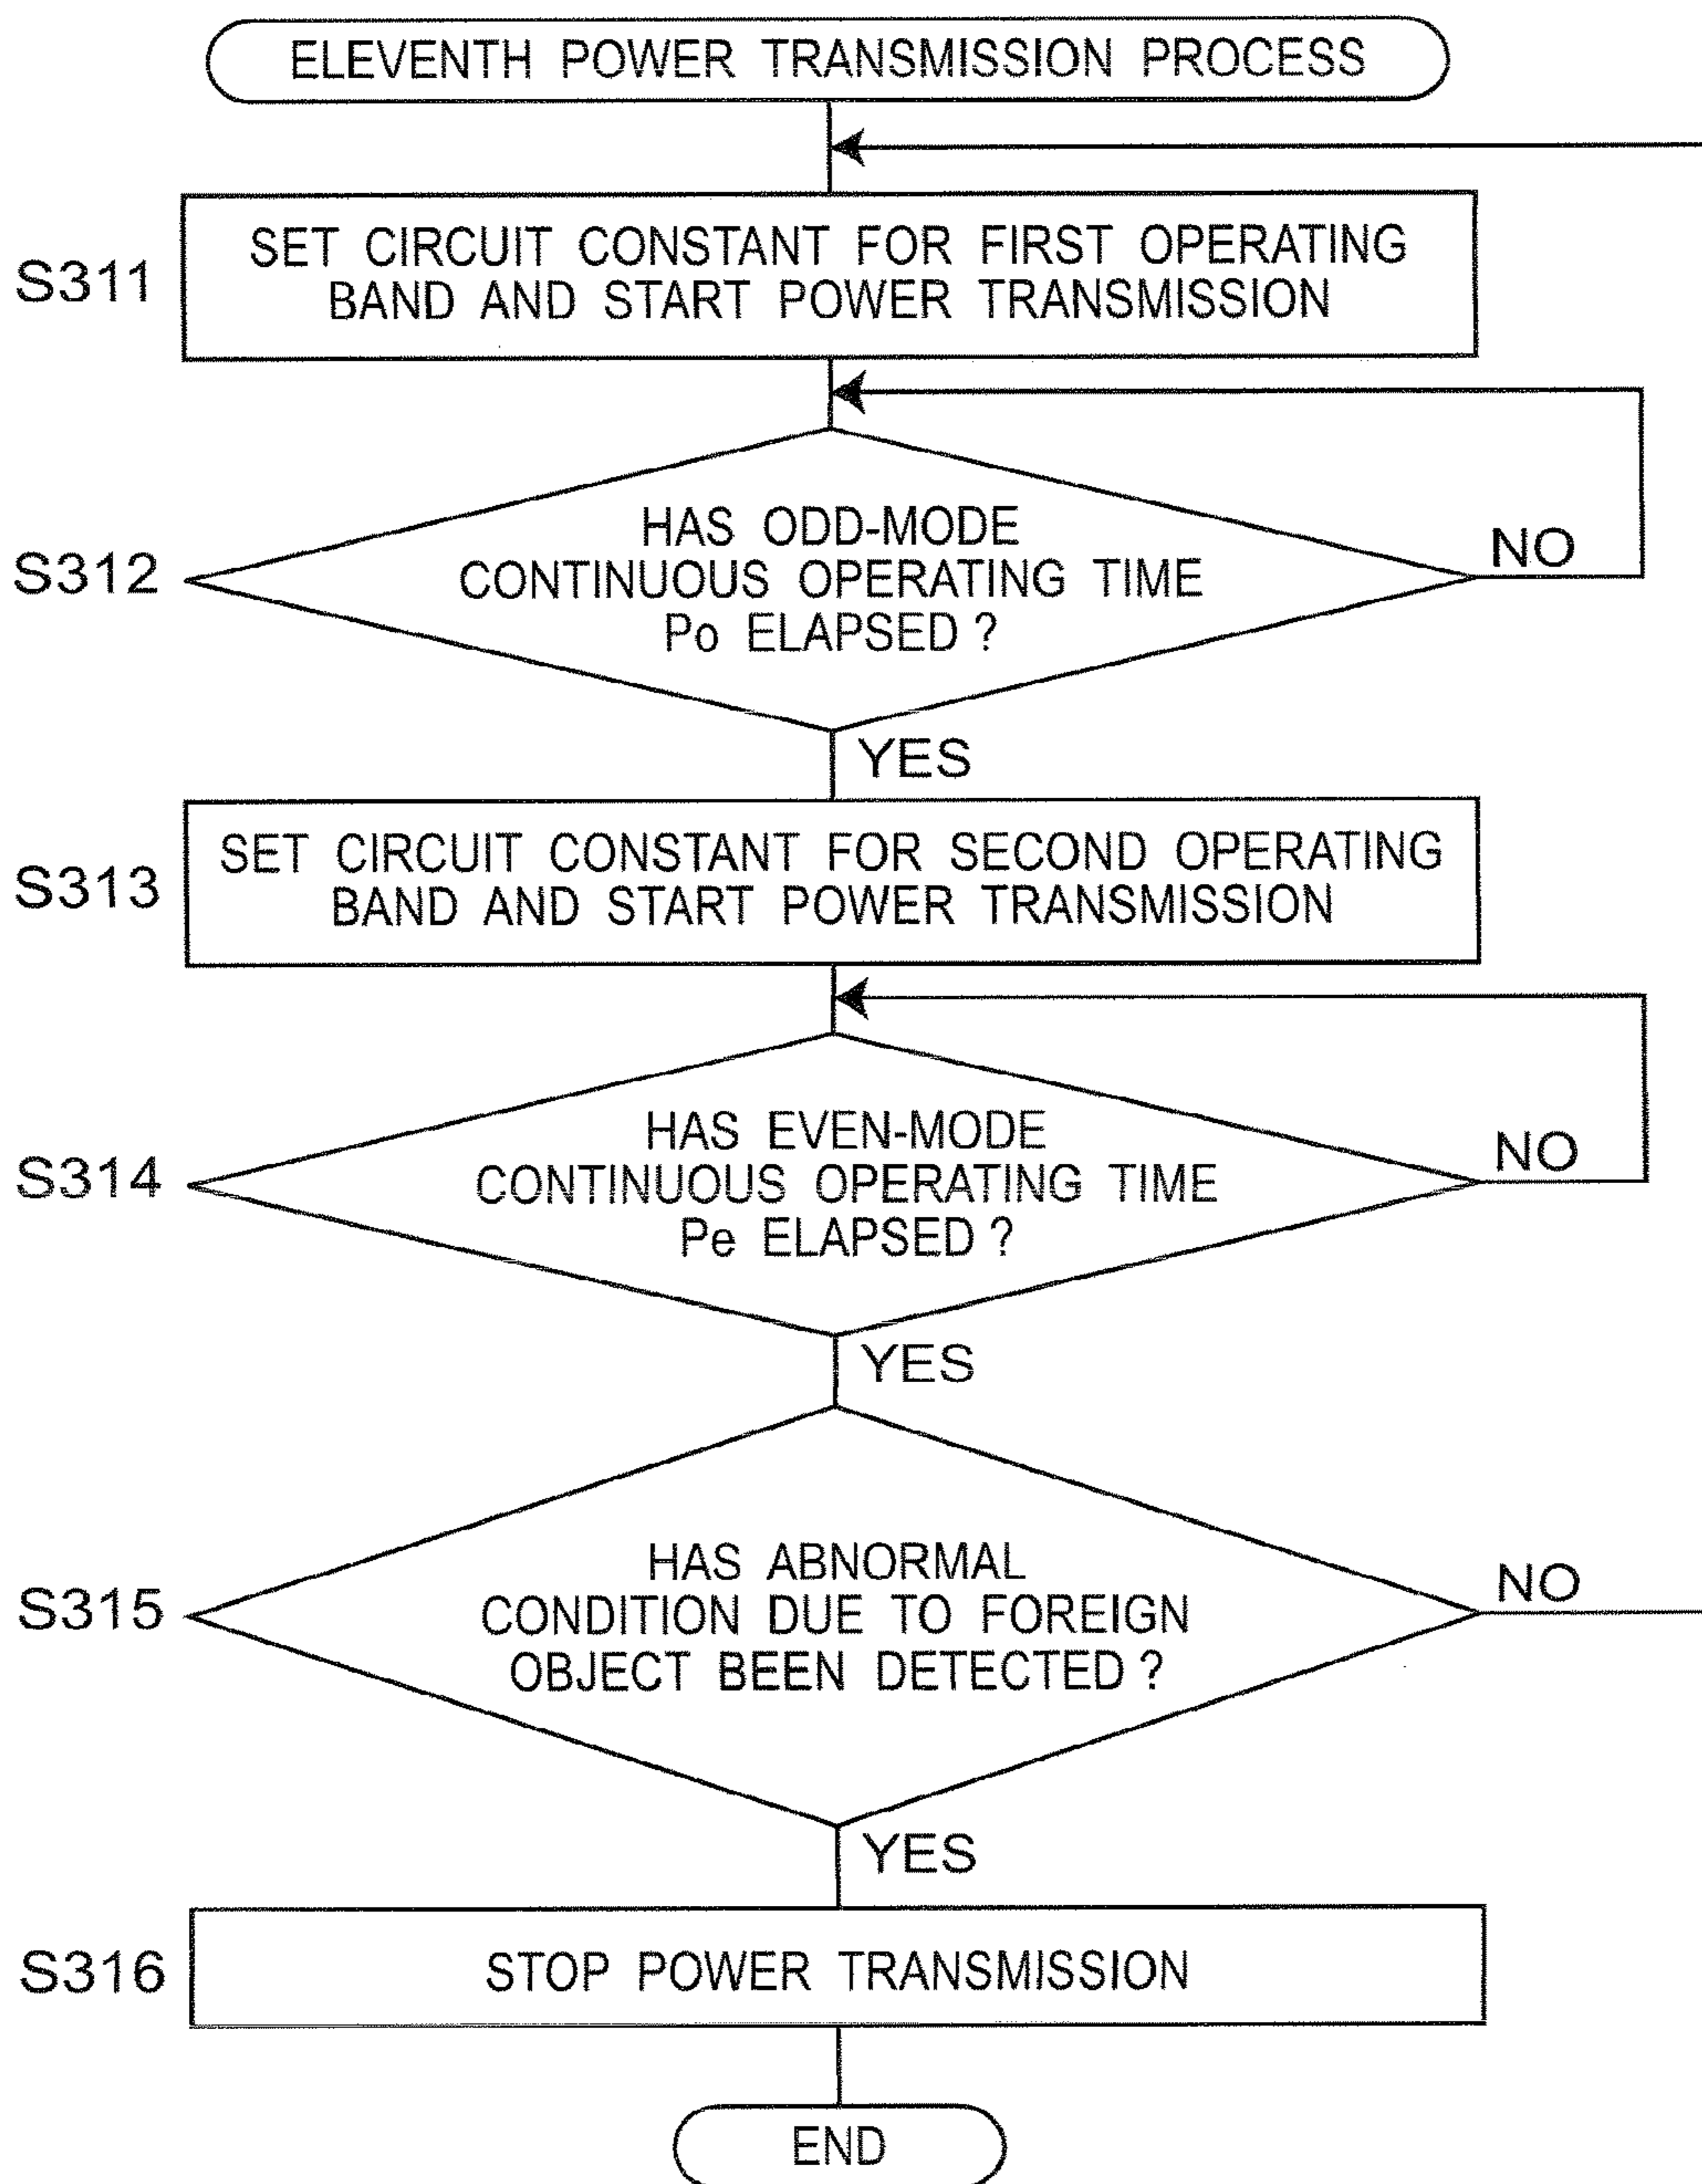 ELEVENTH POWER TRANSMISSION PROCESS
S311
SET CIRCUIT CONSTANT FOR FIRST OPERATING
BAND AND START POWER TRANSMISSION
S312
HAS ODD-MODE
CONTINUOUS OPERATING TIME
Po ELAPSED ?
NO
YES
S313
SET CIRCUIT CONSTANT FOR SECOND OPERATING
BAND AND START POWER TRANSMISSION
S314
HAS EVEN-MODE
CONTINUOUS OPERATING TIME
Pe ELAPSED ?
NO
YES
S315
HAS ABNORMAL
CONDITION DUE TO FOREIGN
OBJECT BEEN DETECTED ?
NO
YES
S316
STOP POWER TRANSMISSION
END